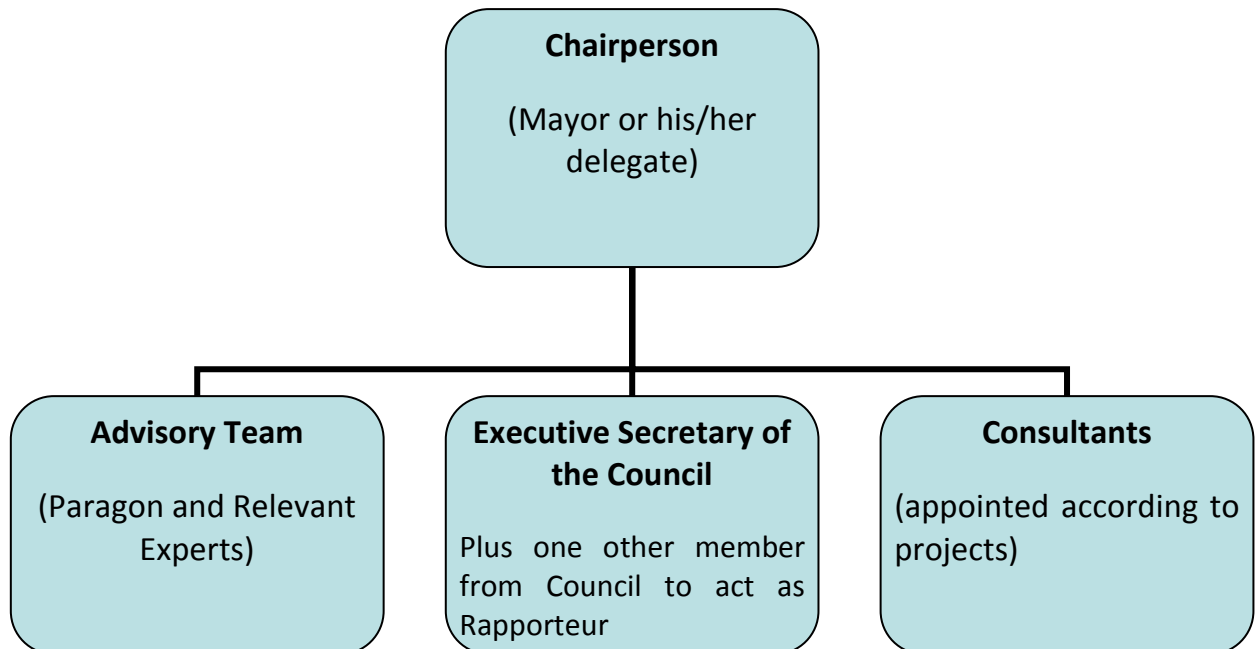 Chairperson
(Mayor or his/her
delegate)
Advisory Team
(Paragon and Relevant
Experts)
Executive Secretary of
the Council
Plus one other member
from Council to act as
Rapporteur
Consultants
(appointed according to
projects)